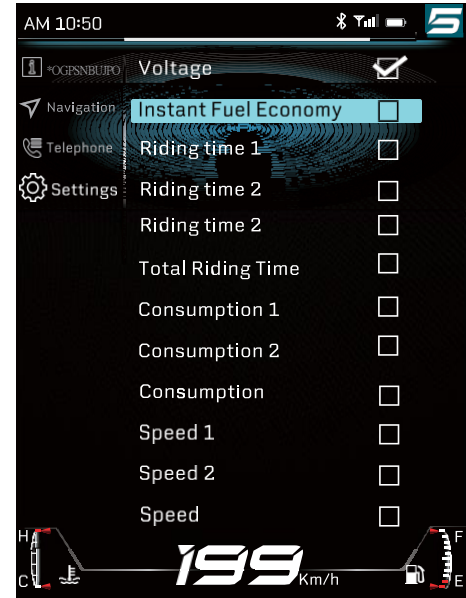 AM 10:50
5
*OGPSNBUJPO
Voltage
Navigation
Instant Fuel Economy
Telephone
Riding time 1
Settings
Riding time 2
Riding time 2
Total Riding Time
Consumption 1
Consumption 2
Consumption
Speed 1
Speed 2
Speed
H
F
199 Km/h
C
E